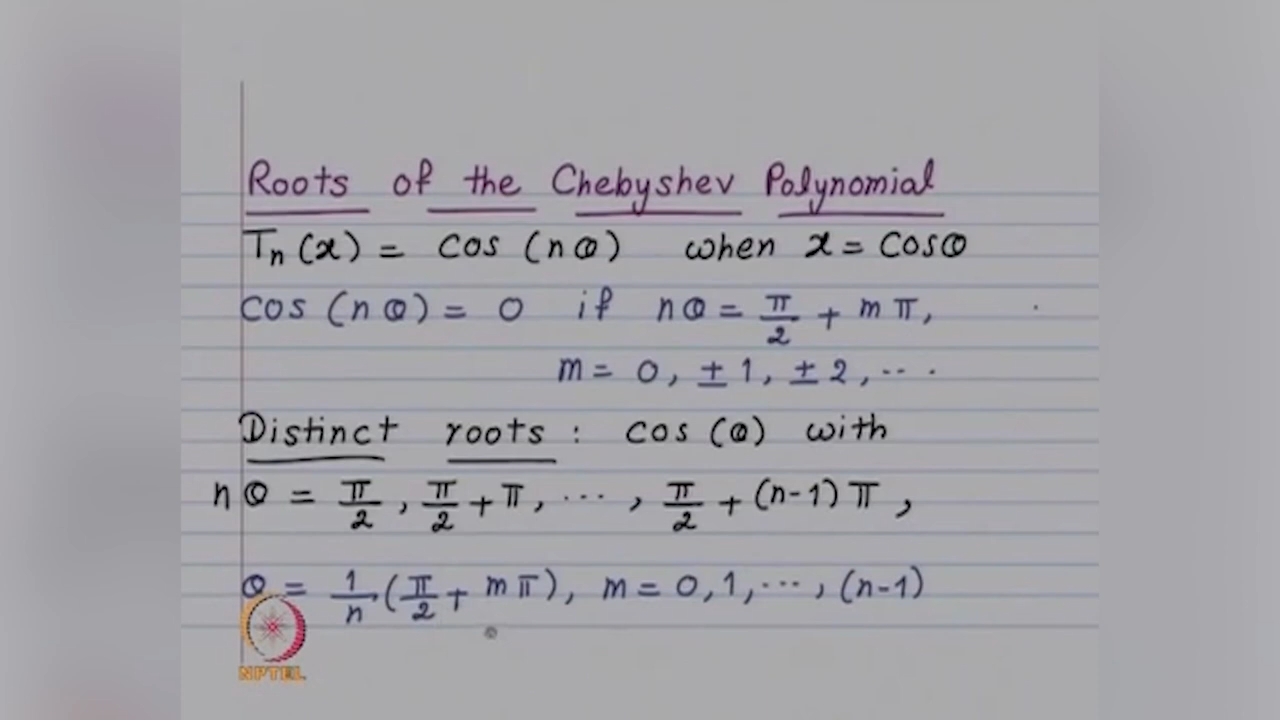 Roots of the Chebyshev Polynomial
Tn(x) = cos (nθ) when x = cosθ
cos (nθ) = 0 if nθ = π/2 + mπ,
m = 0, ±1, ±2, ...
Distinct roots : cos (θ) with
nθ = π/2, π/2 + π, ..., π/2 + (n-1)π,
θ = 1/n (π/2 + mπ), m = 0, 1, ..., (n-1)
NPTEL